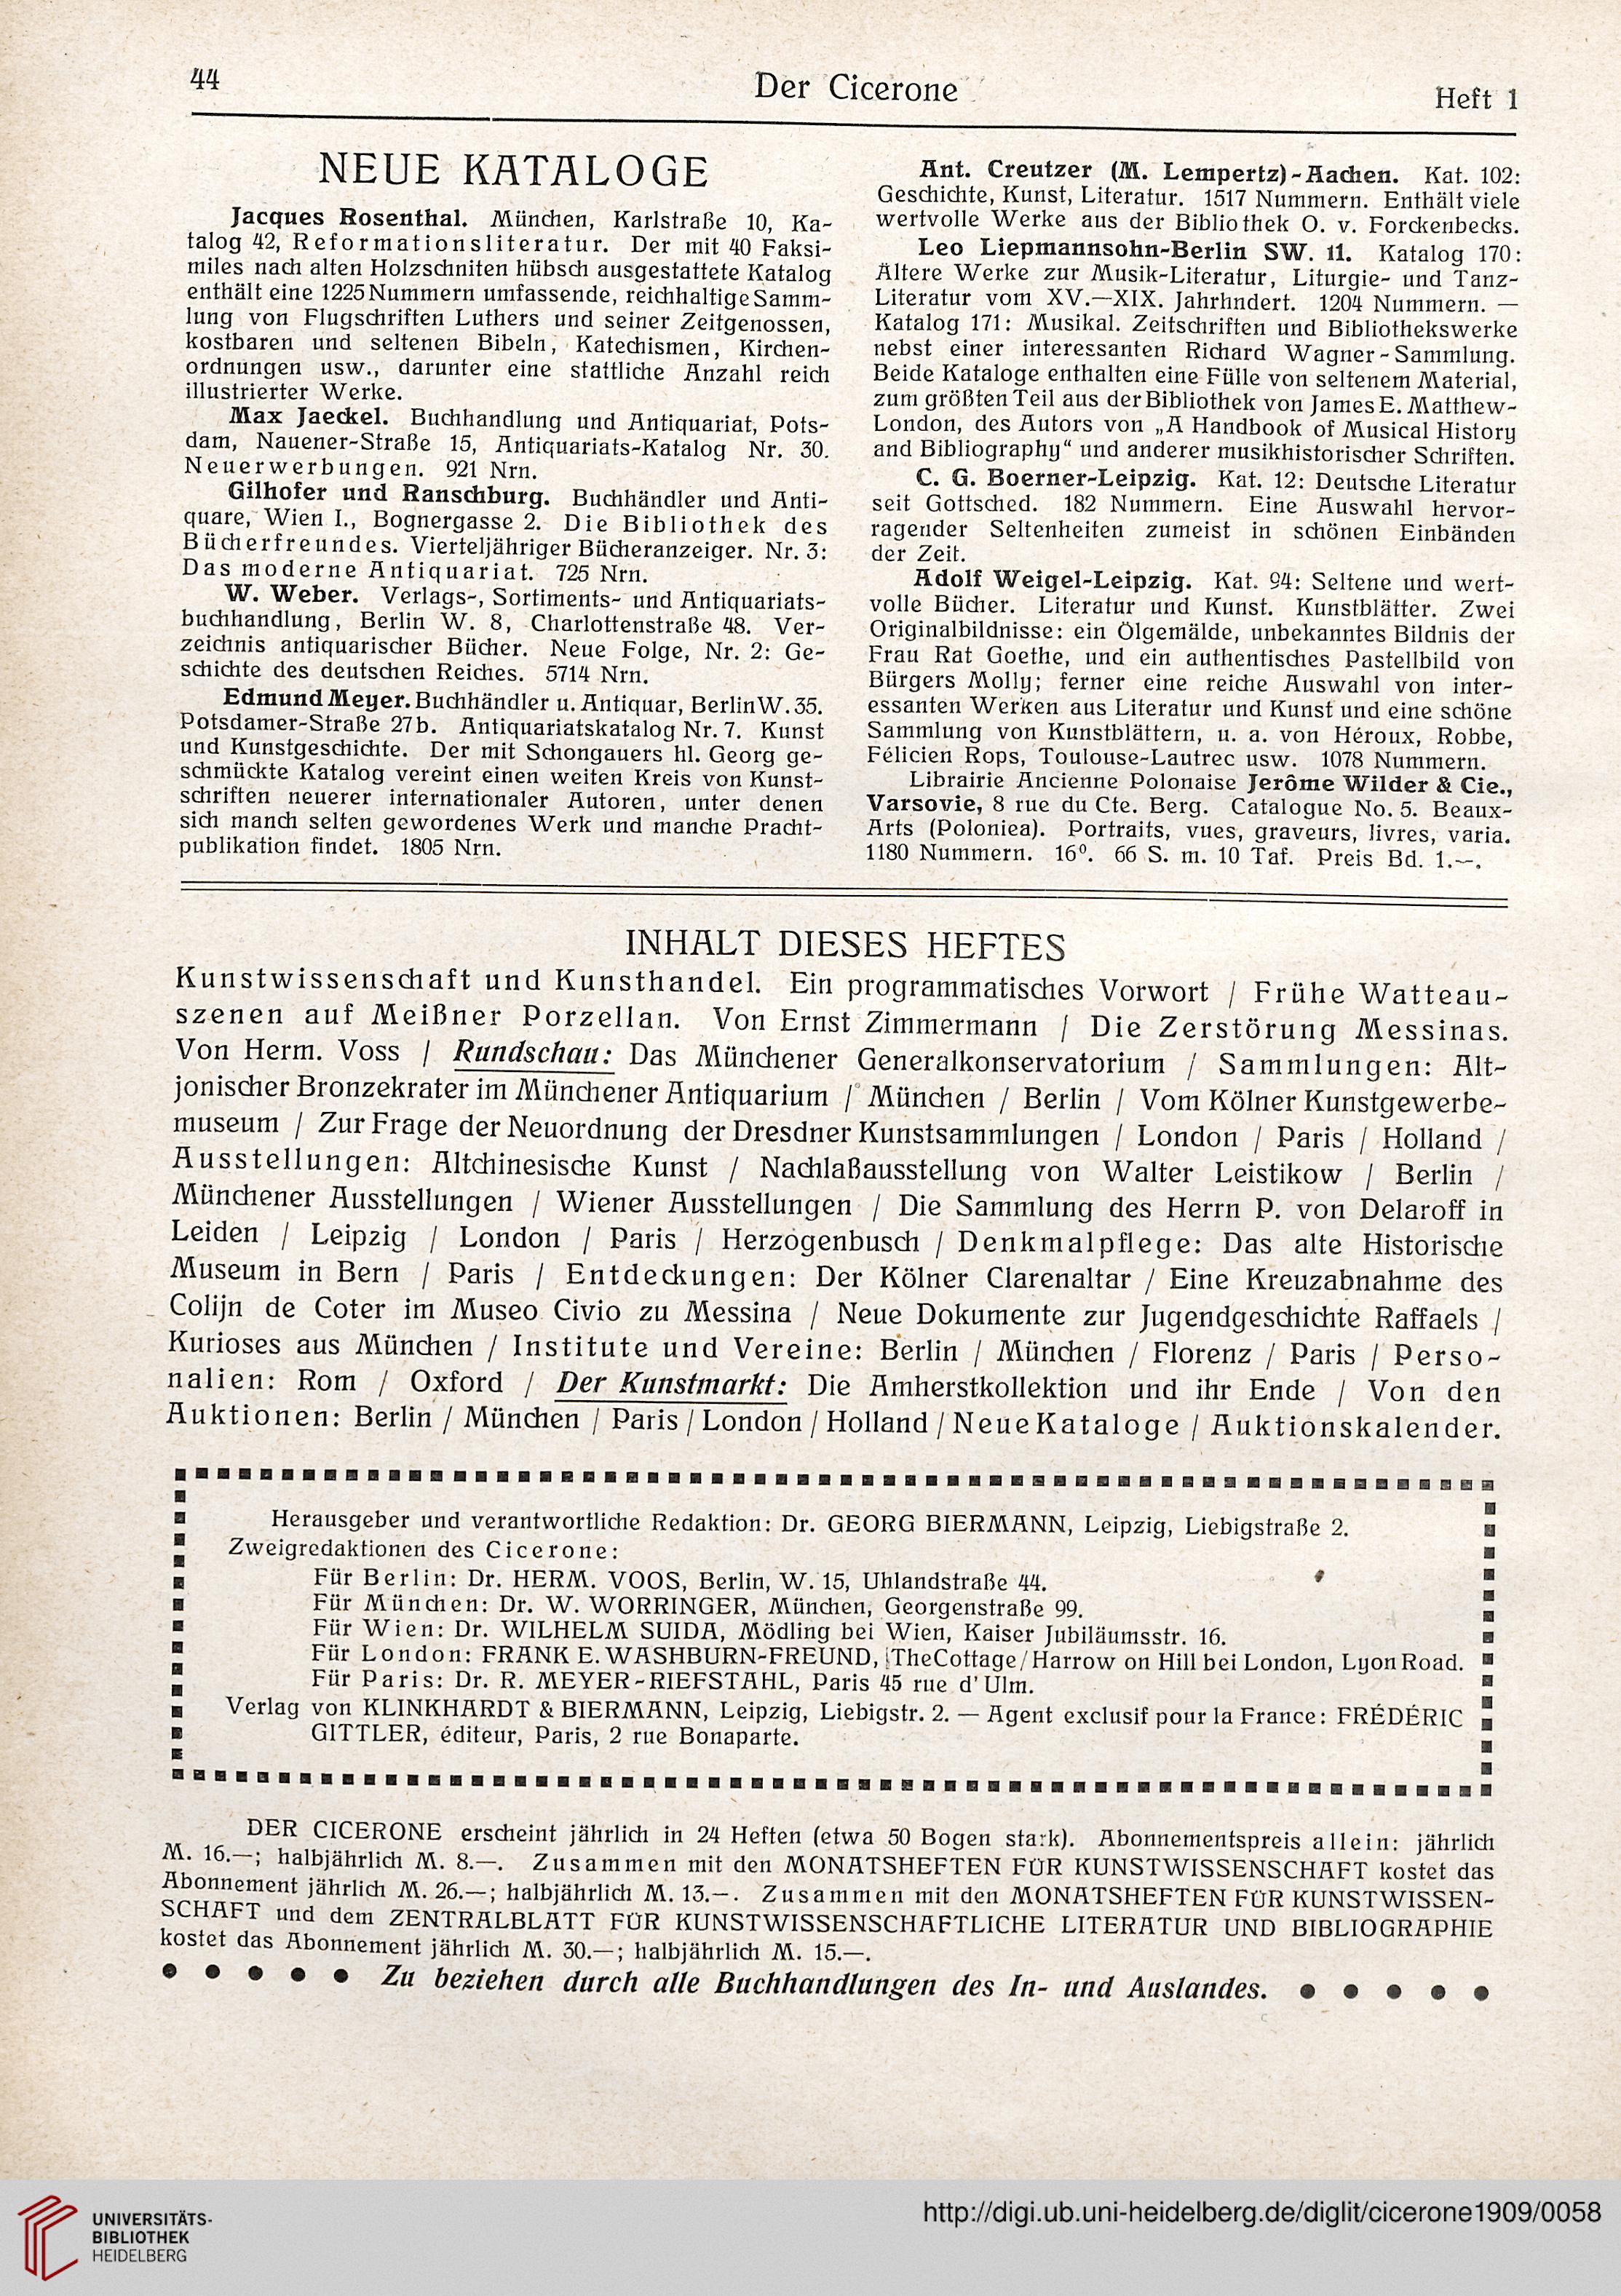 44
Der Cicerone
Heft 1
NEUE KATALOGE
Jacques Rosenthal. München, Karlstraße 10, Ka-
talog 42, Reformationsliteratur. Der mit 40 Faksi-
miles nach alten Holzschniten hübsch ausgestattete Katalog
enthält eine 1225 Nummern umfassende, reichhaltige Samm-
lung von Flugschriften Luthers und seiner Zeitgenossen,
kostbaren und seltenen Bibeln, Katechismen, Kirchen-
ordnungen usw., darunter eine stattliche Anzahl reich
illustrierter Werke.
Max Jaeckel. Buchhandlung und Antiquariat, Pots-
dam, Nauener-Straße 15, Antiquariats-Katalog Nr. 30.
Neuerwerbungen. 921 Nrn.
Gilhofer und Ranschburg. Buchhändler und Anti-
quare, Wien I., Bognergasse 2. Die Bibliothek des
Bücherfreundes. Vierteljähriger Bücheranzeiger. Nr. 3:
Das moderne Antiquariat. 725 Nrn.
W. Weber. Verlags-, Sortiments- und Antiquariats-
buchhandlung, Berlin W. 8, Charlottenstraße 48. Ver-
zeichnis antiquarischer Bücher. Neue Folge, Nr. 2: Ge-
schichte des deutschen Reiches. 5714 Nrn.
Edmund Meyer. Buchhändler u. Antiquar, Berlin W. 35.
Potsdamer-Straße 27b. Antiquariatskatalog Nr. 7. Kunst
und Kunstgeschichte. Der mit Schongauers hl. Georg ge-
schmückte Katalog vereint einen weiten Kreis von Kunst-
schriften neuerer internationaler Autoren, unter denen
sich manch selten gewordenes Werk und manche Pracht-
publikation findet. 1805 Nrn.
Ant. Creutzer (M. Lempertz)-Aachen. Kat. 102:
Geschichte, Kunst, Literatur. 1517 Nummern. Enthält viele
wertvolle Werke aus der Bibliothek O. v. Forckenbecks.
Leo Liepmannsohn-Berlin SW. 11. Katalog 170:
Ältere Werke zur Musik-Literatur, Liturgie- und Tanz-
Literatur vom XV.—XIX. Jahrhndert. 1204 Nummern. —
Katalog 171: Musikal. Zeitschriften und Bibliothekswerke
nebst einer interessanten Richard Wagner-Sammlung.
Beide Kataloge enthalten eine Fülle von seltenem Material,
zum größten Teil aus der Bibliothek von James E. Matthew-
London, des Autors von „A Handbook of Musical History
and Bibliography“ und anderer musikhistorischer Schriften.
C. G. Boerner-Leipzig. Kat. 12: Deutsche Literatur
seit Gottsched. 182 Nummern. Eine Auswahl hervor-
ragender Seltenheiten zumeist in schönen Einbänden
der Zeit.
Adolf Weigel-Leipzig. Kat. 94: Seltene und wert-
volle Bücher. Literatur und Kunst. Kunstblätter. Zwei
Originalbildnisse: ein Ölgemälde, unbekanntes Bildnis der
Frau Rat Goethe, und ein authentisches Pastellbild von
Bürgers Molly; ferner eine reiche Auswahl von inter-
essanten Werken aus Literatur und Kunst und eine schöne
Sammlung von Kunstblättern, u. a. von Héroux, Robbe,
Félicien Rops, Toulouse-Lautrec usw. 1078 Nummern.
Librairie Ancienne Polonaise Jerôme Wilder & Cie.,
Varsovie, 8 rue du Cte. Berg. Catalogue No. 5. Beaux-
Arts (Poloniea). Portraits, vues, graveurs, livres, varia.
1180 Nummern. 16⁰. 66 S. m. 10 Taf. Preis Bd. 1.—.
INHALT DIESES HEFTES
Kunstwissenschaft und Kunsthandel. Ein programmatisches Vorwort / Frühe Watteau-
szenen auf Meißner Porzellan. Von Ernst Zimmermann / Die Zerstörung Messinas.
Von Herm. Voss / Rundschau: Das Münchener Generalkonservatorium / Sammlungen: Alt-
jonischer Bronzekrater im Münchener Antiquarium / München / Berlin / Vom Kölner Kunstgewerbe-
museum / Zur Frage der Neuordnung der Dresdner Kunstsammlungen / London / Paris / Holland /
Ausstellungen: Altchinesische Kunst / Nachlaßausstellung von Walter Leistikow / Berlin /
Münchener Ausstellungen / Wiener Ausstellungen / Die Sammlung des Herrn P. von Delaroff in
Leiden / Leipzig / London / Paris / Herzogenbusch / Denkmalpflege: Das alte Historische
Museum in Bern / Paris / Entdeckungen: Der Kölner Clarenaltar / Eine Kreuzabnahme des
Colijn de Coter im Museo Civio zu Messina / Neue Dokumente zur Jugendgeschichte Raffaels /
Kurioses aus München / Institute und Vereine: Berlin / München / Florenz / Paris / Perso-
nalien: Rom / Oxford / Der Kunstmarkt: Die Amherstkollektion und ihr Ende / Von den
Auktionen: Berlin / München / Paris / London / Holland / Neue Kataloge / Auktionskalender.
Herausgeber und verantwortliche Redaktion: Dr. GEORG BIERMANN, Leipzig, Liebigstraße 2.
Zweigredaktionen des Cicerone:
Für Berlin: Dr. HERM. VOOS, Berlin, W. 15, Uhlandstraße 44.
Für München: Dr. W. WORRINGER, München, Georgenstraße 99.
Für Wien: Dr. WILHELM SUIDA, Mödling bei Wien, Kaiser Jubiläumsstr. 16.
Für London: FRANK E. WASHBURN-FREUND, The Cottage / Harrow on Hill bei London, Lyon Road.
Für Paris: Dr. R. MEYER-RIEFSTAHL, Paris 45 rue d'Ulm.
Verlag von KLINKHARDT & BIERMANN, Leipzig, Liebigstr. 2. — Agent exclusif pour la France: FRÉDÉRIC
GITTLER, éditeur, Paris, 2 rue Bonaparte.
DER CICERONE erscheint jährlich in 24 Heften (etwa 50 Bogen stark). Abonnementspreis allein: jährlich
M. 16.—; halbjährlich M. 8.—. Zusammen mit den MONATSHEFTEN FÜR KUNSTWISSENSCHAFT kostet das
Abonnement jährlich M. 26.—; halbjährlich M. 13.—. Zusammen mit den MONATSHEFTEN FÜR KUNSTWISSEN-
SCHAFT und dem ZENTRALBLATT FÜR KUNSTWISSENSCHAFTLICHE LITERATUR UND BIBLIOGRAPHIE
kostet das Abonnement jährlich M. 30.—; halbjährlich M. 15.—.
● ● ● ● ● Zu beziehen durch alle Buchhandlungen des In- und Auslandes. ● ● ● ● ●
UNIVERSITÄTS-
BIBLIOTHEK
HEIDELBERG
http://digi.ub.uni-heidelberg.de/diglit/cicerone1909/0058